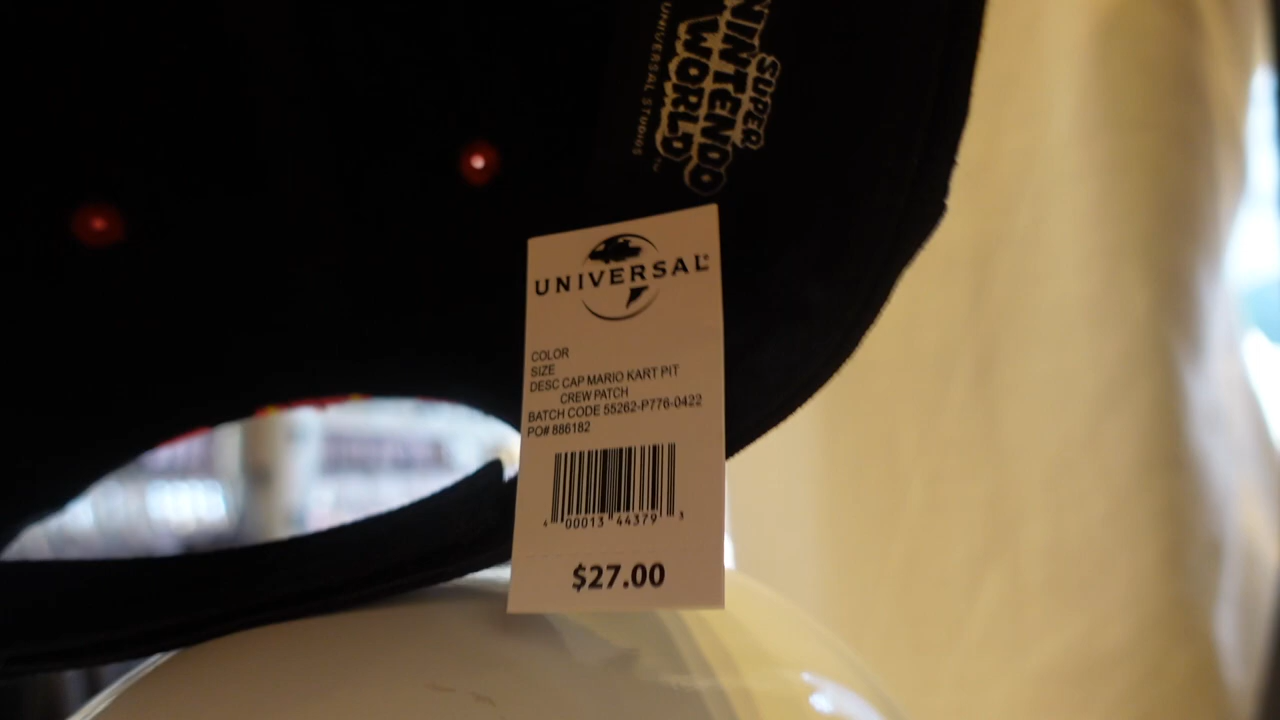 SUPER
NINTENDO
WORLD™
UNIVERSAL STUDIOS
UNIVERSAL®
COLOR
SIZE
DESC CAP MARIO KART PIT
CREW PATCH
BATCH CODE 55262-P776-0422
PO# 886182
4 00013 44379 3
$27.00